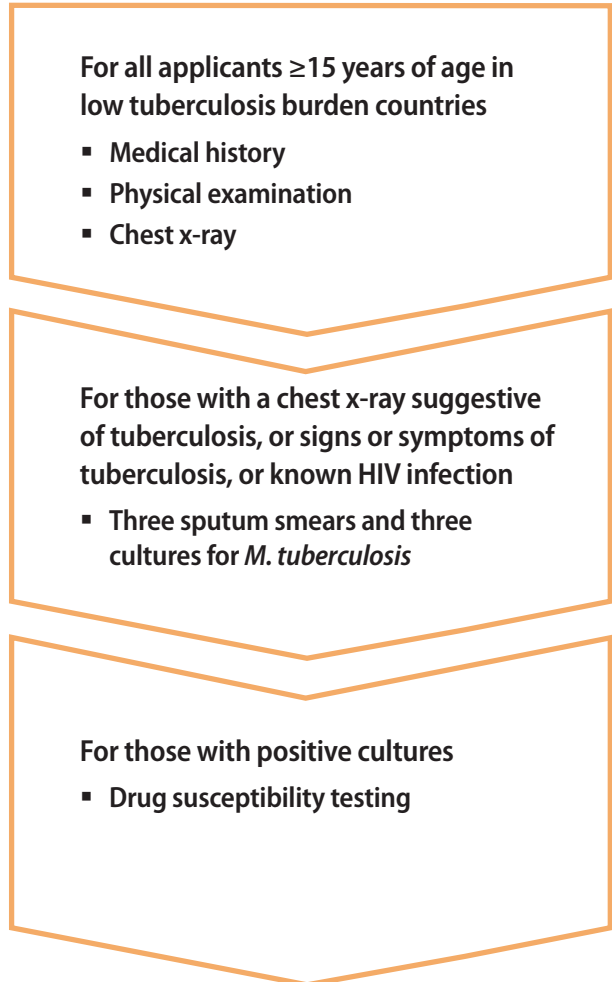 For all applicants ≥15 years of age in
low tuberculosis burden countries
▪ Medical history
▪ Physical examination
▪ Chest x-ray
For those with a chest x-ray suggestive
of tuberculosis, or signs or symptoms of
tuberculosis, or known HIV infection
▪ Three sputum smears and three
cultures for M. tuberculosis
For those with positive cultures
▪ Drug susceptibility testing